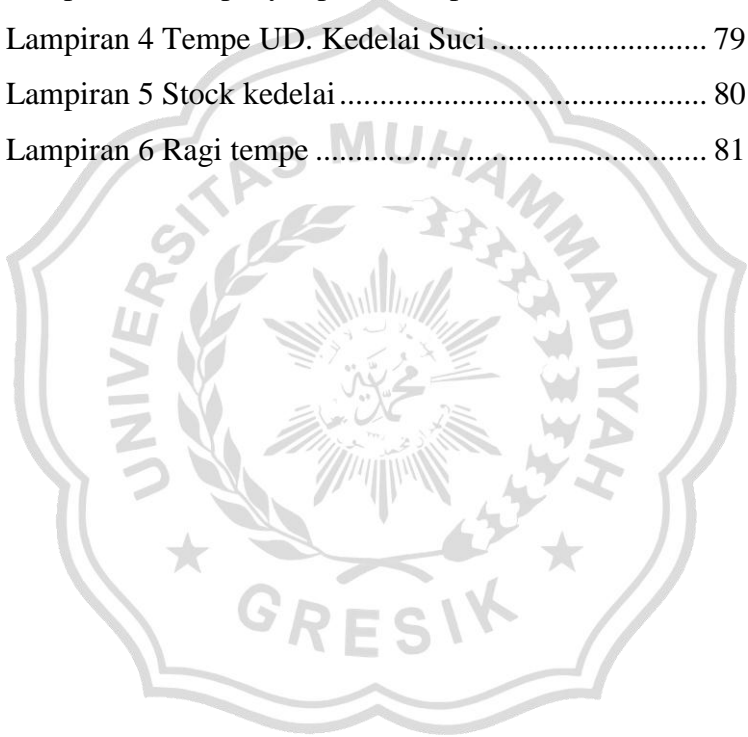 Lampiran 4 Tempe UD. Kedelai Suci ........................... 79
Lampiran 5 Stock kedelai .............................................. 80
Lampiran 6 Ragi tempe ................................................. 81
UNIVERSITAS MUHAMMADIYAH
GRESIK